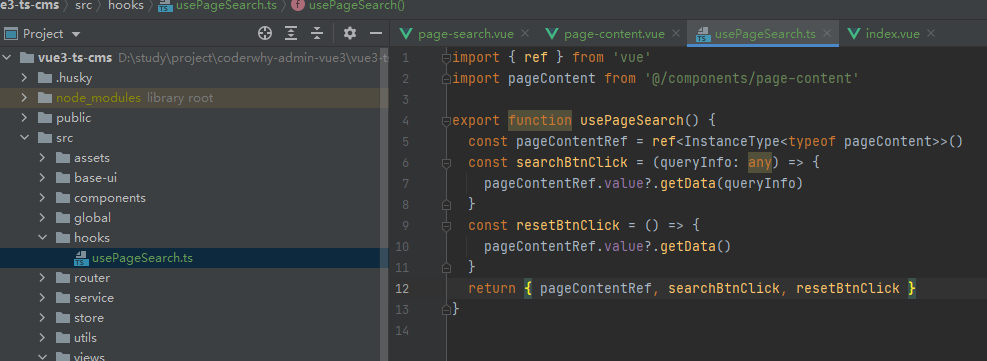 e3-ts-cms > src > hooks > usePageSearch.ts > usePageSearch()
Project
page-search.vue
page-content.vue
usePageSearch.ts
index.vue
vue3-ts-cms D:\study\project\coderwhy-admin-vue3\vue3-ts
.husky
node_modules library root
public
src
assets
base-ui
components
global
hooks
usePageSearch.ts
router
service
store
utils
views
1 import { ref } from 'vue'
2 import pageContent from '@/components/page-content'
3
4 export function usePageSearch() {
5 const pageContentRef = ref<InstanceType<typeof pageContent>>()
6 const searchBtnClick = (queryInfo: any) => {
7 pageContentRef.value?.getData(queryInfo)
8 }
9 const resetBtnClick = () => {
10 pageContentRef.value?.getData()
11 }
12 return { pageContentRef, searchBtnClick, resetBtnClick }
13 }
14